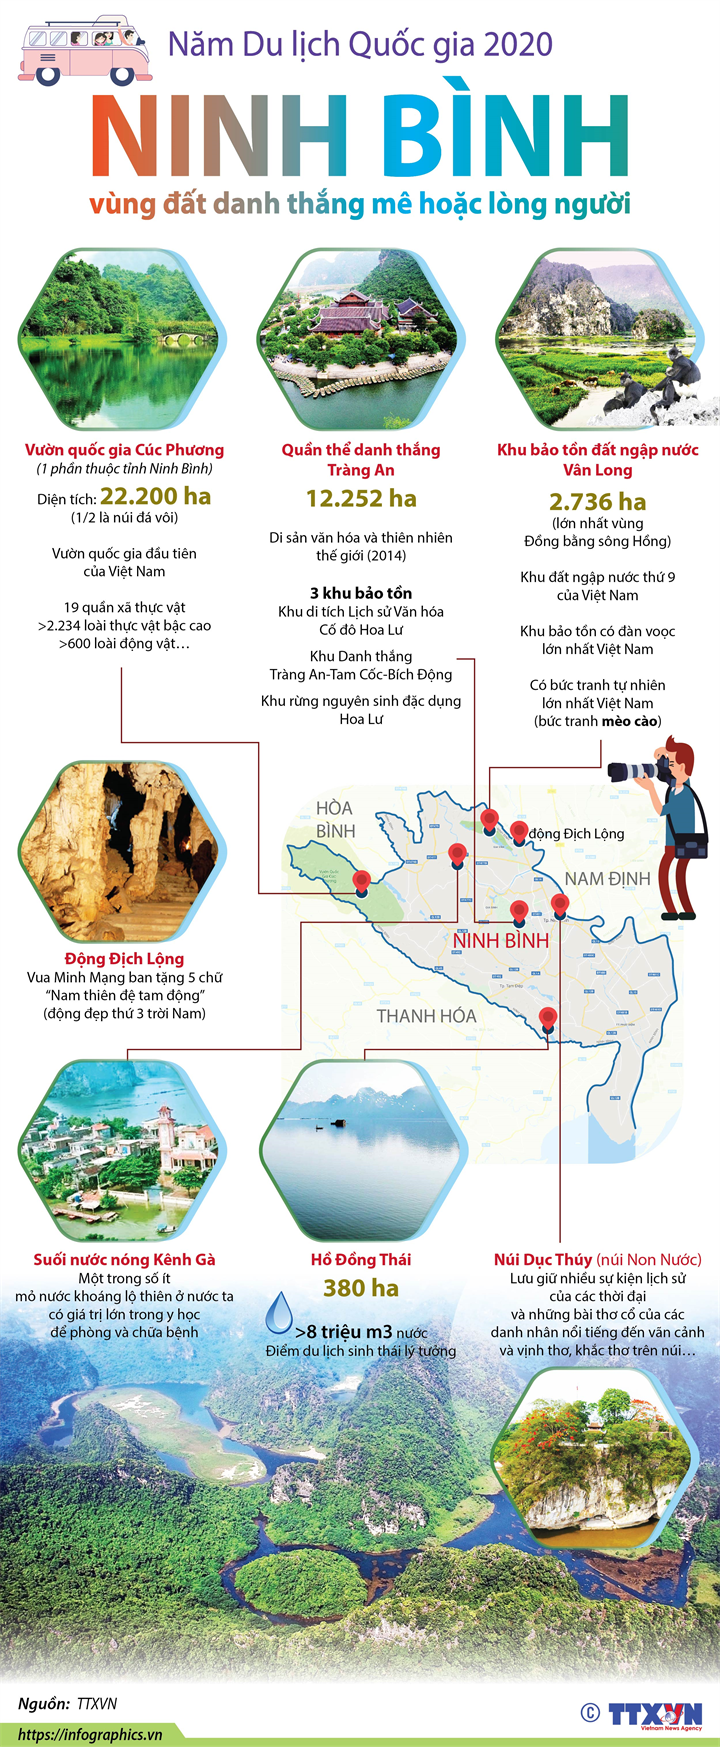 Năm Du lịch Quốc gia 2020
NINH BÌNH
vùng đất danh thắng mê hoặc lòng người
Vườn quốc gia Cúc Phương
(1 phần thuộc tỉnh Ninh Bình)
Diện tích: 22.200 ha
(1/2 là núi đá vôi)
Vườn quốc gia đầu tiên
của Việt Nam
19 quần xã thực vật
>2.234 loài thực vật bậc cao
>600 loài động vật...
Quần thể danh thắng
Tràng An
12.252 ha
Di sản văn hóa và thiên nhiên
thế giới (2014)
3 khu bảo tồn
Khu di tích Lịch sử Văn hóa
Cố đô Hoa Lư
Khu Danh thắng
Tràng An-Tam Cốc-Bích Động
Khu rừng nguyên sinh đặc dụng
Hoa Lư
Khu bảo tồn đất ngập nước
Vân Long
2.736 ha
(lớn nhất vùng
Đồng bằng sông Hồng)
Khu đất ngập nước thứ 9
của Việt Nam
Khu bảo tồn có đàn voọc
lớn nhất Việt Nam
Có bức tranh tự nhiên
lớn nhất Việt Nam
(bức tranh mèo cào)
HÒA
BÌNH
động Địch Lộng
NAM ĐỊNH
NINH BÌNH
THANH HÓA
Động Địch Lộng
Vua Minh Mạng ban tặng 5 chữ
“Nam thiên đệ tam động”
(động đẹp thứ 3 trời Nam)
Suối nước nóng Kênh Gà
Một trong số ít
mỏ nước khoáng lộ thiên ở nước ta
có giá trị lớn trong y học
để phòng và chữa bệnh
Hồ Đồng Thái
380 ha
>8 triệu m3 nước
Điểm du lịch sinh thái lý tưởng
Núi Dục Thúy (núi Non Nước)
Lưu giữ nhiều sự kiện lịch sử
của các thời đại
và những bài thơ cổ của các
danh nhân nổi tiếng đến văn cảnh
và vịnh thơ, khắc thơ trên núi...
Nguồn: TTXVN
© TTXVN
Vietnam News Agency
https://infographics.vn